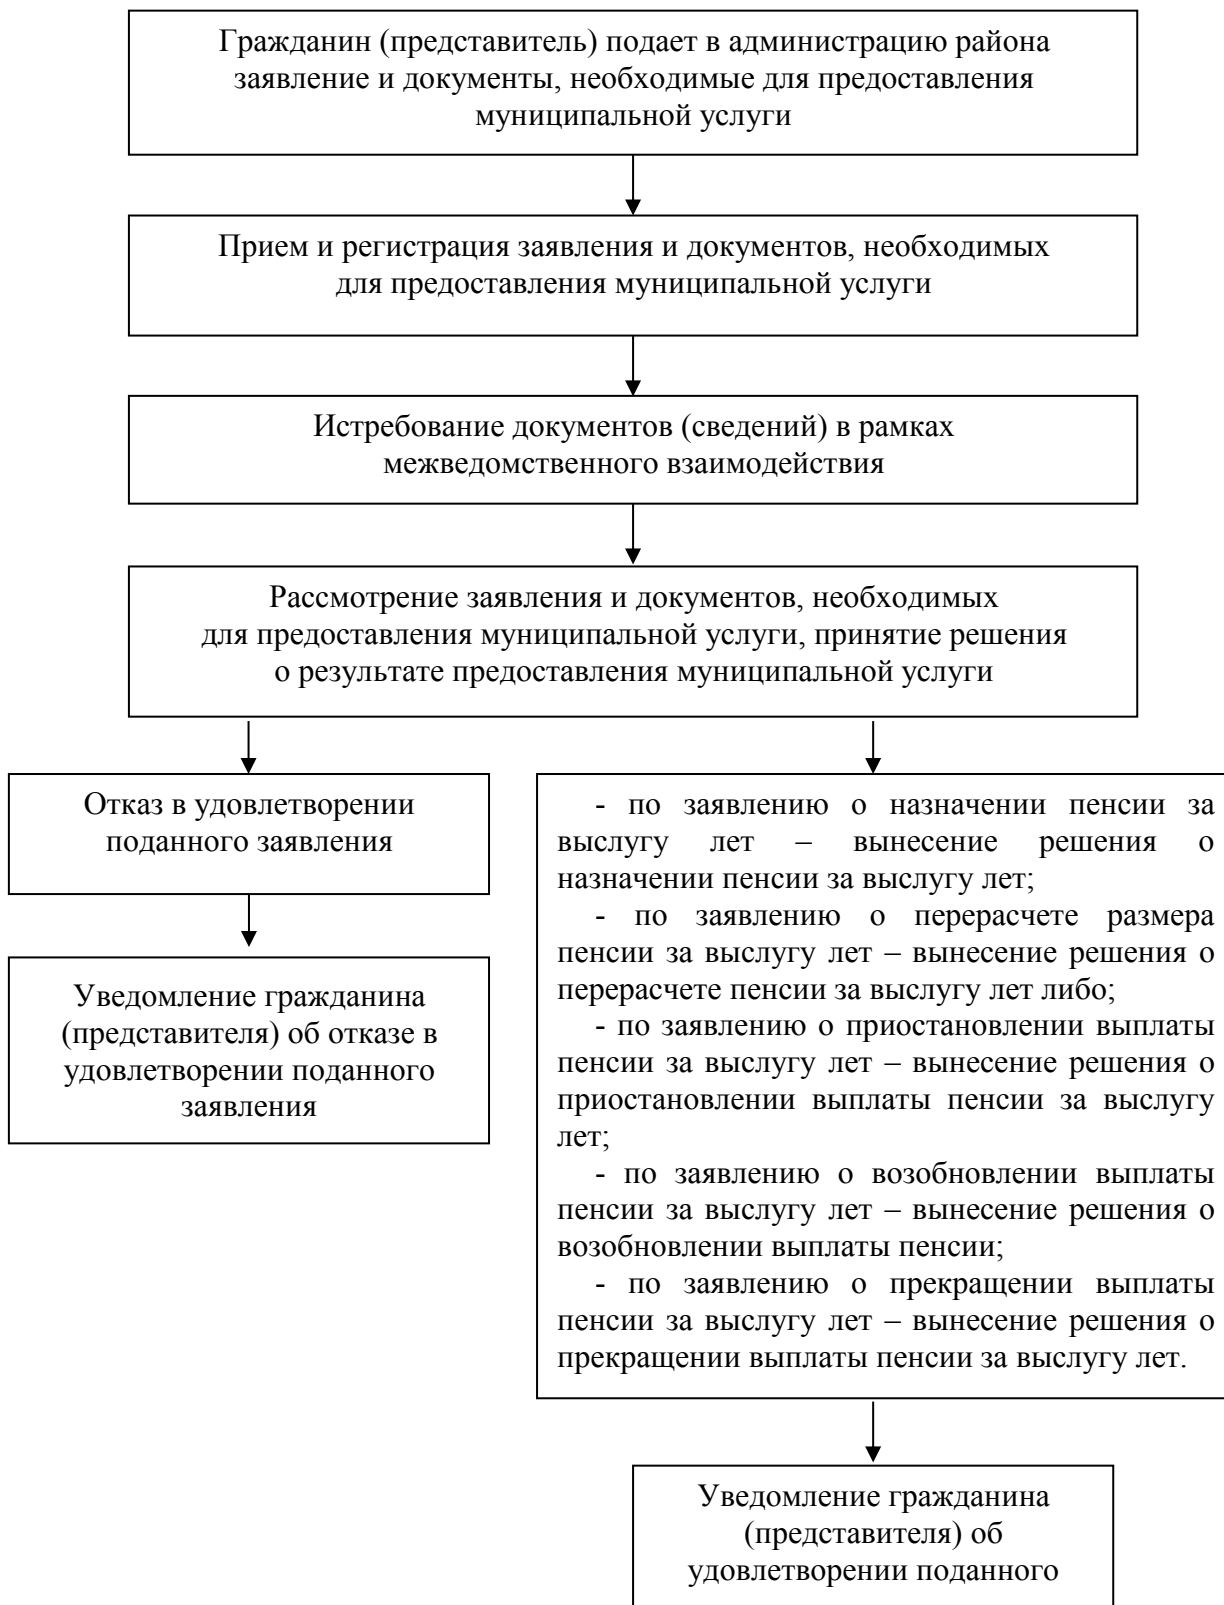 Гражданин (представитель) подает в администрацию района
заявление и документы, необходимые для предоставления
муниципальной услуги
Прием и регистрация заявления и документов, необходимых
для предоставления муниципальной услуги
Истребование документов (сведений) в рамках
межведомственного взаимодействия
Рассмотрение заявления и документов, необходимых
для предоставления муниципальной услуги, принятие решения
о результате предоставления муниципальной услуги
Отказ в удовлетворении
поданного заявления
Уведомление гражданина
(представителя) об отказе в
удовлетворении поданного
заявления
- по заявлению о назначении пенсии за
выслугу лет – вынесение решения о
назначении пенсии за выслугу лет;
- по заявлению о перерасчете размера
пенсии за выслугу лет – вынесение решения о
перерасчете пенсии за выслугу лет либо;
- по заявлению о приостановлении выплаты
пенсии за выслугу лет – вынесение решения о
приостановлении выплаты пенсии за выслугу
лет;
- по заявлению о возобновлении выплаты
пенсии за выслугу лет – вынесение решения о
возобновлении выплаты пенсии;
- по заявлению о прекращении выплаты
пенсии за выслугу лет – вынесение решения о
прекращении выплаты пенсии за выслугу лет.
Уведомление гражданина
(представителя) об
удовлетворении поданного